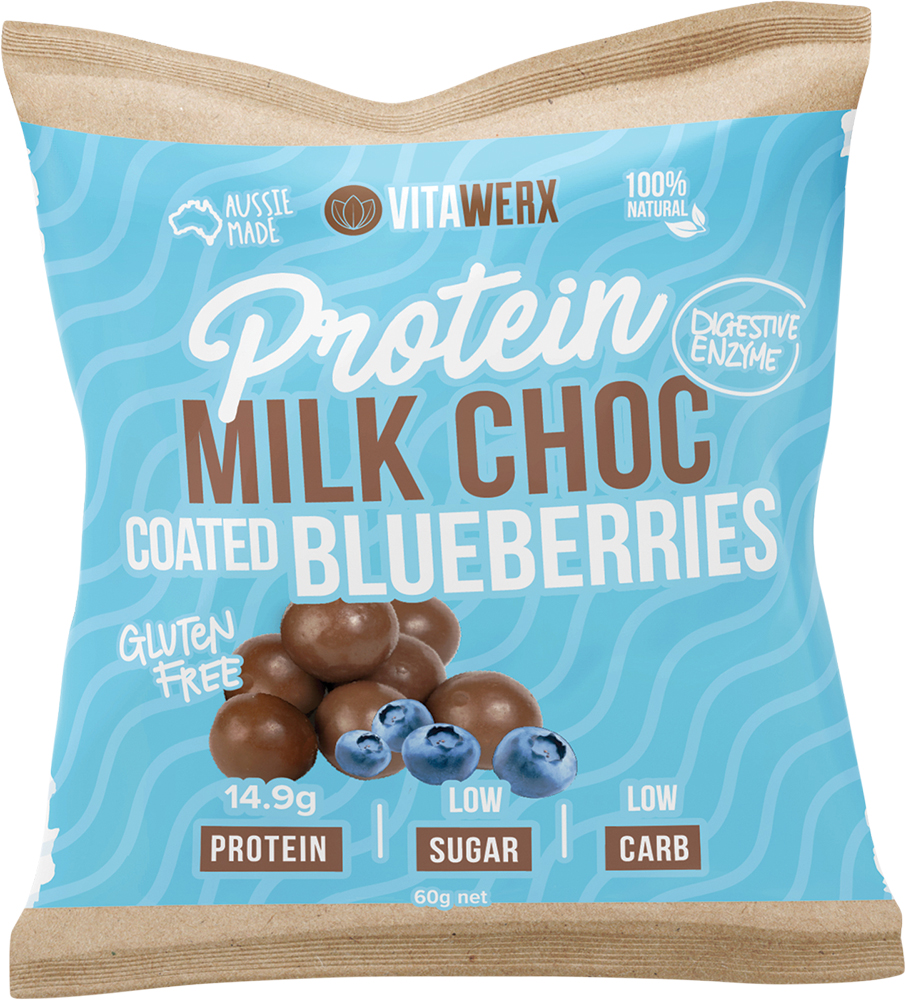 AUSSIE
MADE
VITAWERX
100%
NATURAL
Protein
DIGESTIVE
ENZYME
MILK CHOC
COATED BLUEBERRIES
GLUTEN
FREE
14.9g
PROTEIN
LOW
SUGAR
LOW
CARB
60g net